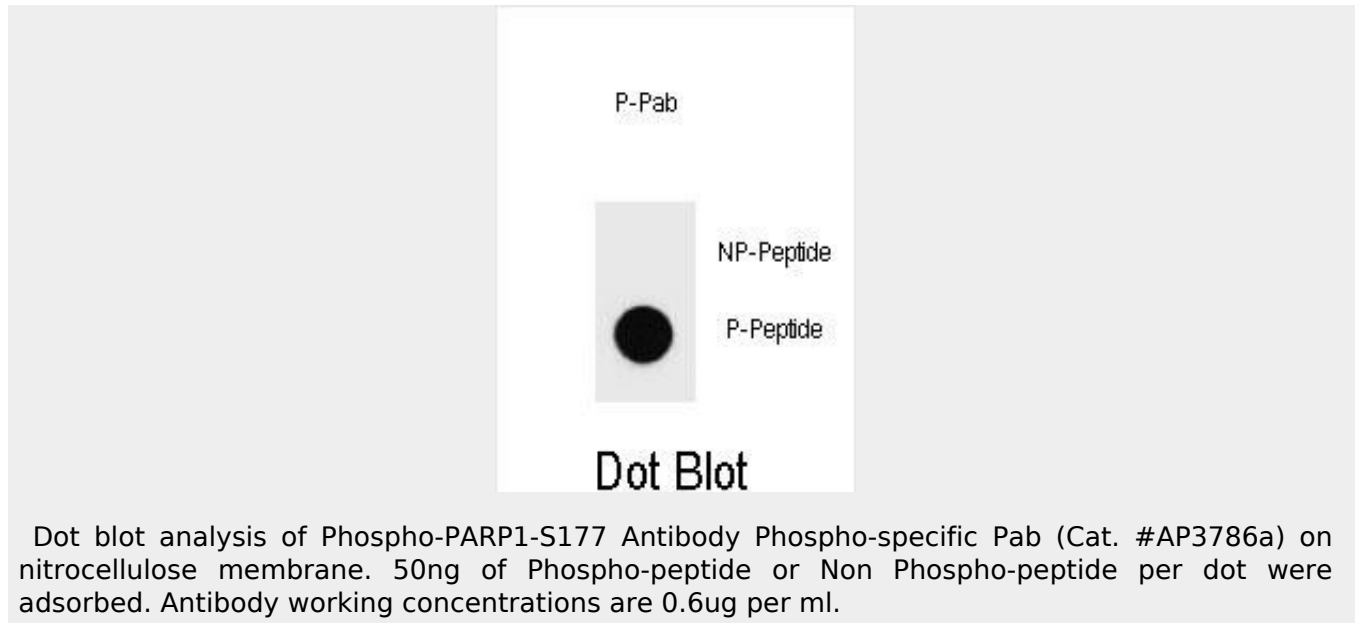 P-Pab
NP-Peptide
P-Peptide
Dot Blot
Dot blot analysis of Phospho-PARP1-S177 Antibody Phospho-specific Pab (Cat. #AP3786a) on
nitrocellulose membrane. 50ng of Phospho-peptide or Non Phospho-peptide per dot were
adsorbed. Antibody working concentrations are 0.6ug per ml.